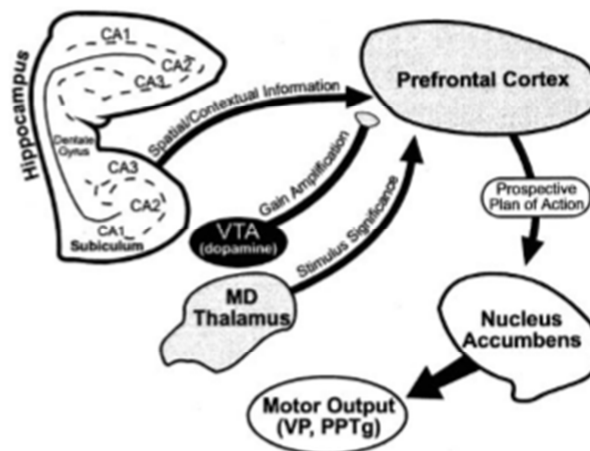 Hippocampus
CA1
CA2
CA3
Dentate
Gyrus
CA3
CA2
CA1
Subiculum
Spatial/Contextual Information
Prefrontal Cortex
Gain Amplification
VTA
(dopamine)
Stimulus Significance
MD
Thalamus
Prospective
Plan of Action
Nucleus
Accumbens
Motor Output
(VP, PPTg)